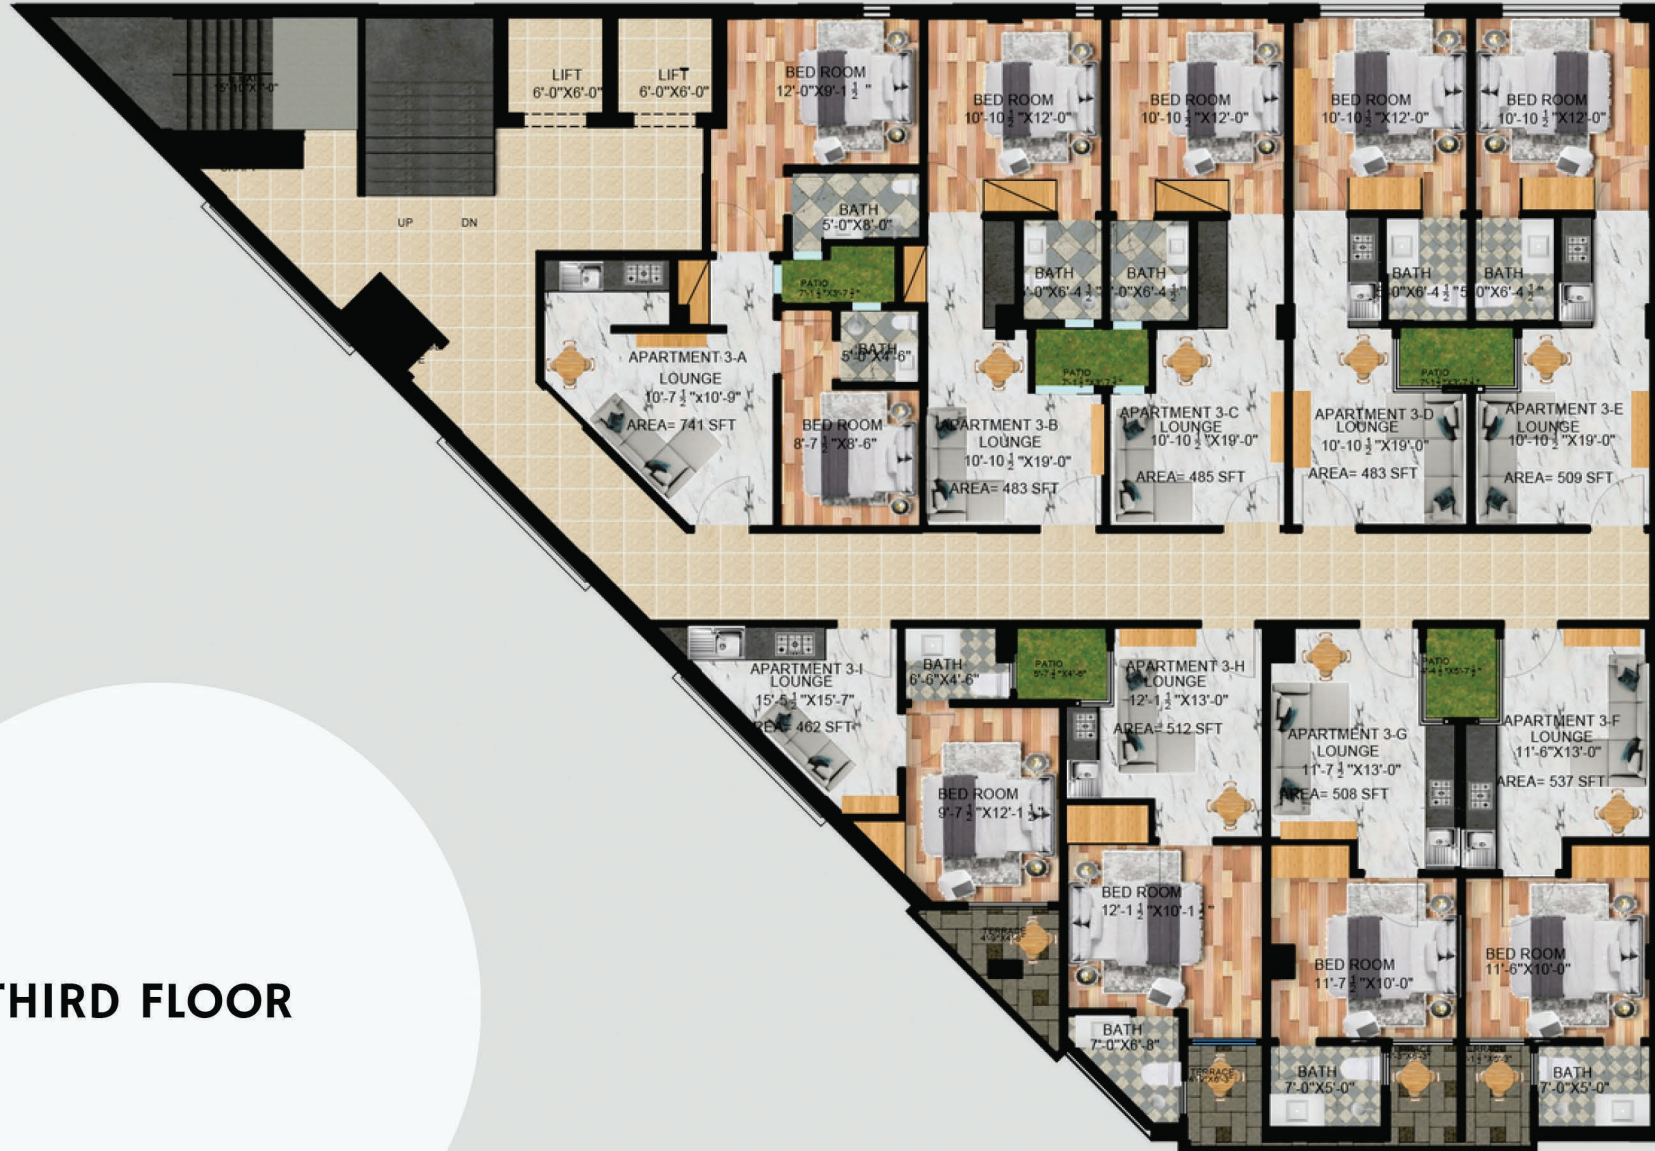 LIFT
6'-0"X6'-0"
LIFT
6'-0"X6'-0"
BED ROOM
12'-0"X9'-1 1/2 "
BED ROOM
10'-10 1/2"X12'-0"
BED ROOM
10'-10 1/2"X12'-0"
BED ROOM
10'-10 1/2"X12'-0"
BED ROOM
10'-10 1/2"X12'-0"
UP
DN
BATH
5'-0"X8'-0"
PATIO
BATH
BATH
BATH
BATH
BATH
5'-0"X4'-6"
PATIO
PATIO
APARTMENT 3-A
LOUNGE
10'-7 1/2"x10'-9"
AREA= 741 SFT
BED ROOM
8'-7 1/2"X8'-6"
APARTMENT 3-B
LOUNGE
10'-10 1/2"X19'-0"
AREA= 483 SFT
APARTMENT 3-C
LOUNGE
10'-10 1/2"X19'-0"
AREA= 485 SFT
APARTMENT 3-D
LOUNGE
10'-10 1/2"X19'-0"
AREA= 483 SFT
APARTMENT 3-E
LOUNGE
10'-10 1/2"X19'-0"
AREA= 509 SFT
APARTMENT 3-I
LOUNGE
15'-5 1/2"X15'-7"
AREA= 462 SFT
BATH
6'-6"X4'-6"
PATIO
APARTMENT 3-H
LOUNGE
12'-1 1/2"X13'-0"
AREA= 512 SFT
PATIO
APARTMENT 3-G
LOUNGE
11'-7 1/2"X13'-0"
AREA= 508 SFT
APARTMENT 3-F
LOUNGE
11'-6"X13'-0"
AREA= 537 SFT
BED ROOM
9'-7 1/2"X12'-1 1/2"
BED ROOM
12'-1 1/2"X10'-1 1/2"
BED ROOM
11'-7 1/2"X10'-0"
BED ROOM
11'-6"X10'-0"
TERRACE
BATH
7'-0"X6'-8"
TERRACE
BATH
7'-0"X5'-0"
BATH
7'-0"X5'-0"
THIRD FLOOR